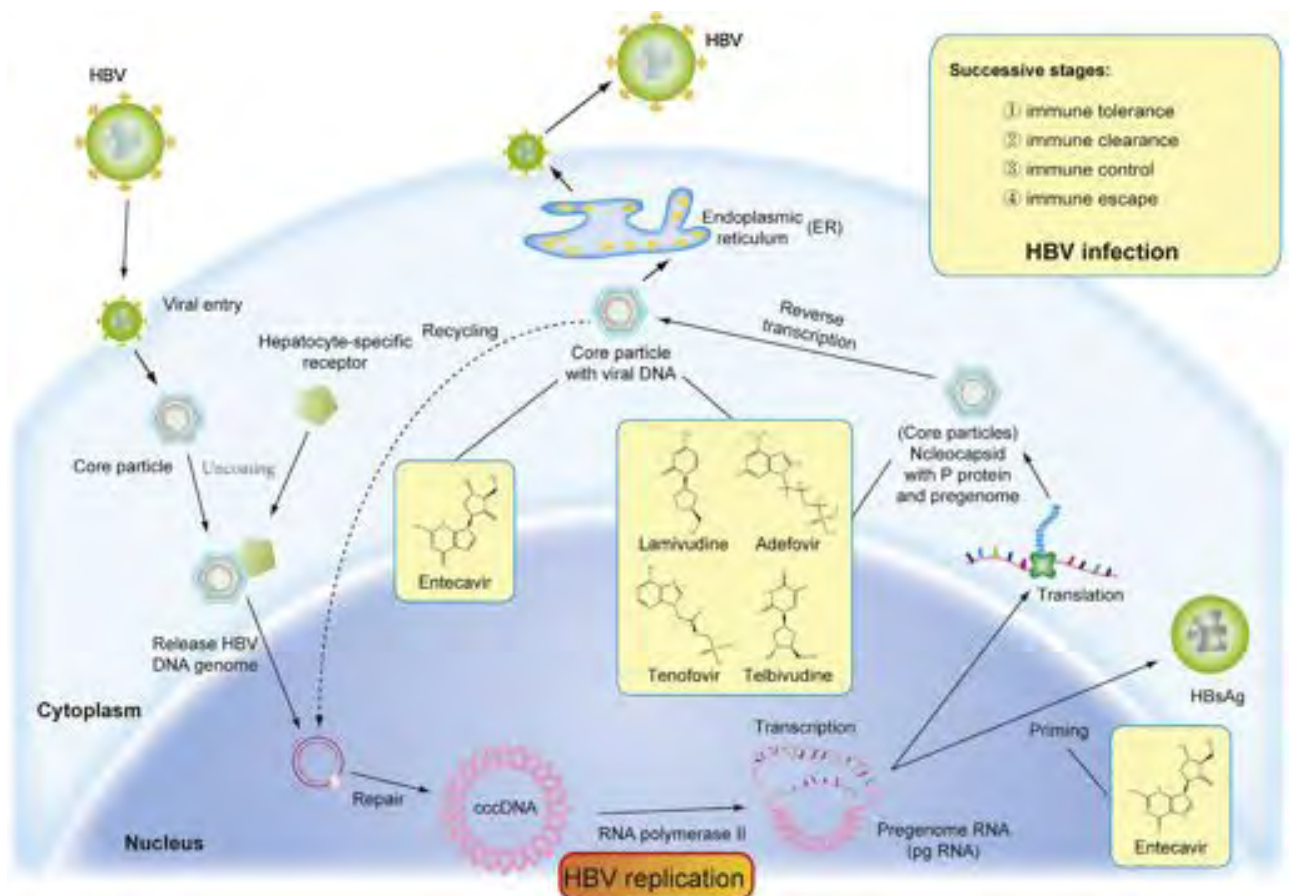 HBV
HBV
Successive stages:
① immune tolerance
② immune clearance
③ immune control
④ immune escape
HBV infection
Endoplasmic
reticulum
(ER)
Viral entry
Hepatocyte-specific
receptor
Recycling
Reverse
transcription
Core particle
with viral DNA
Core particle
Uncoating
(Core particles)
Ncleocapsid
with P protein
and pregenome
Lamivudine
Adefovir
Entecavir
Tenofovir
Telbivudine
Translation
Release HBV
DNA genome
HBsAg
Cytoplasm
Transcription
Priming
Repair
cccDNA
RNA polymerase II
Pregenome RNA
(pg RNA)
Entecavir
Nucleus
HBV replication